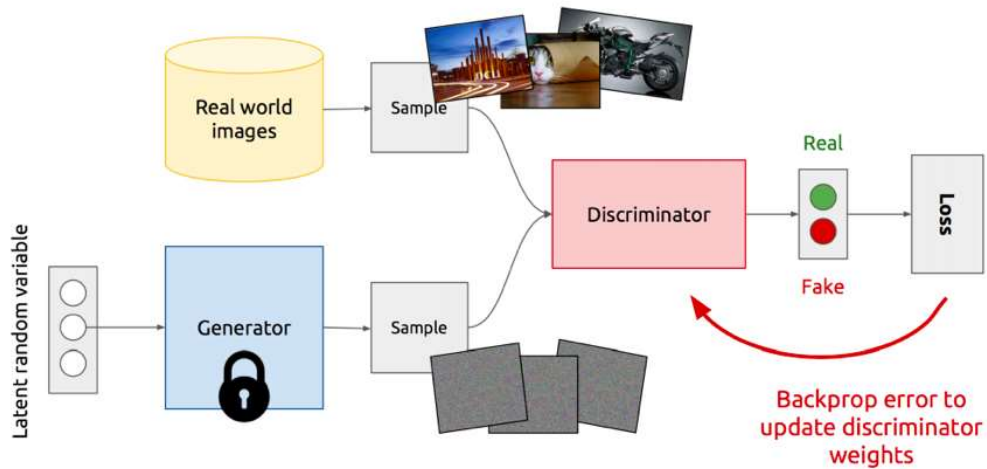 Real world
images
Sample
Discriminator
Real
Fake
Loss
Latent random variable
Generator
Sample
Backprop error to
update discriminator
weights